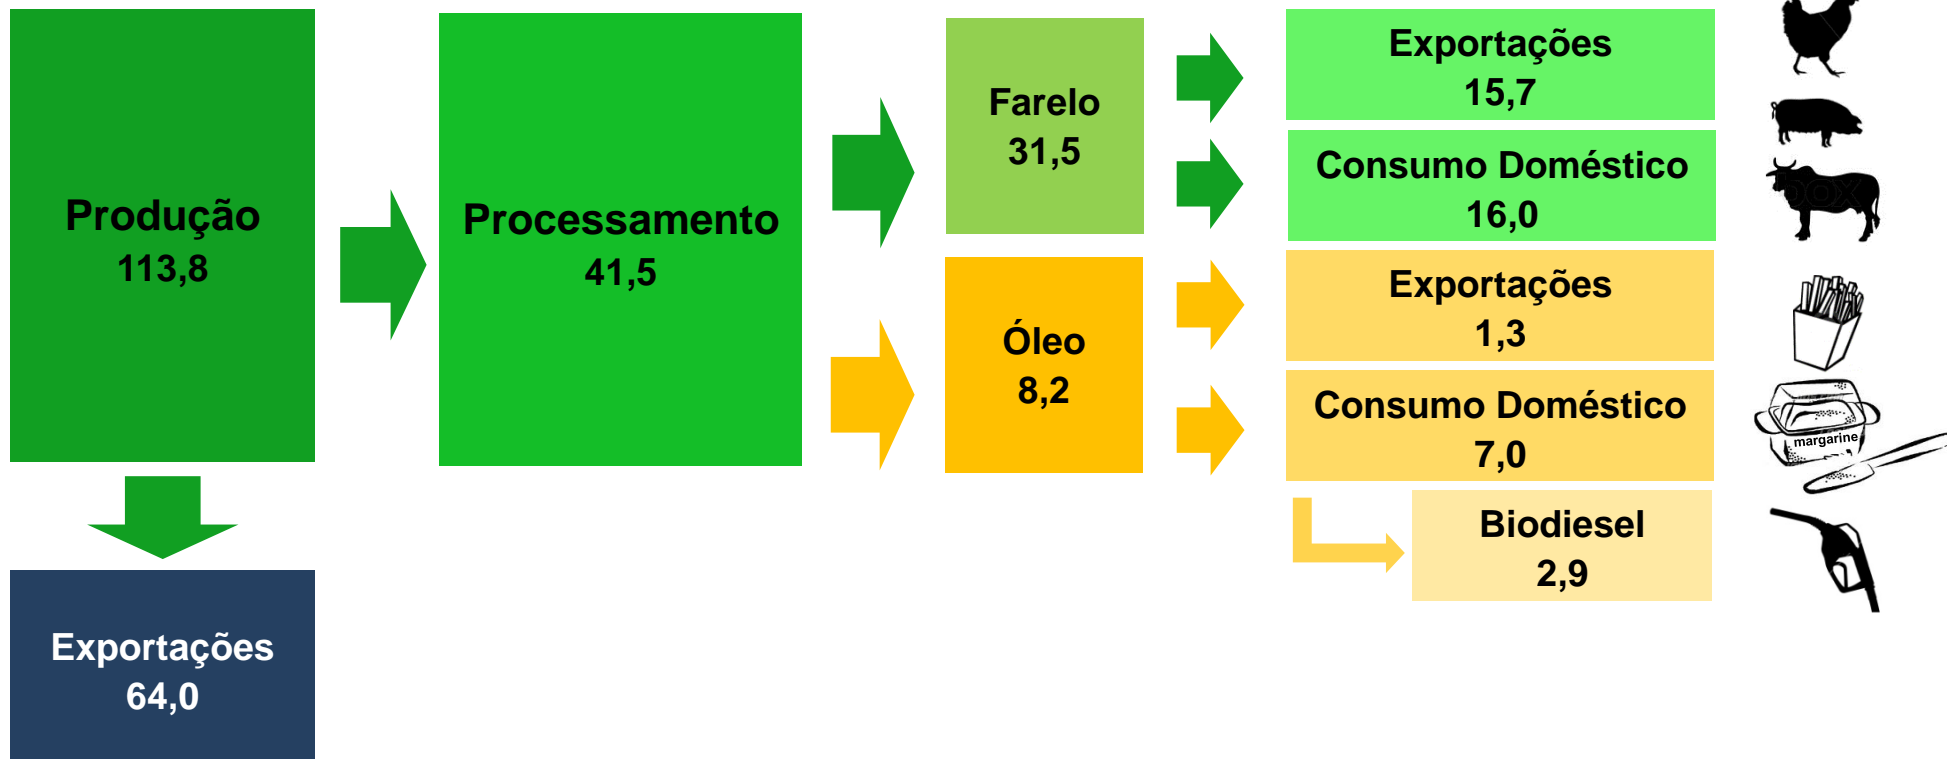 Produção
113,8
Exportações
64,0
Processamento
41,5
Farelo
31,5
Óleo
8,2
Exportações
15,7
Consumo Doméstico
16,0
Exportações
1,3
Consumo Doméstico
7,0
Biodiesel
2,9
margarine